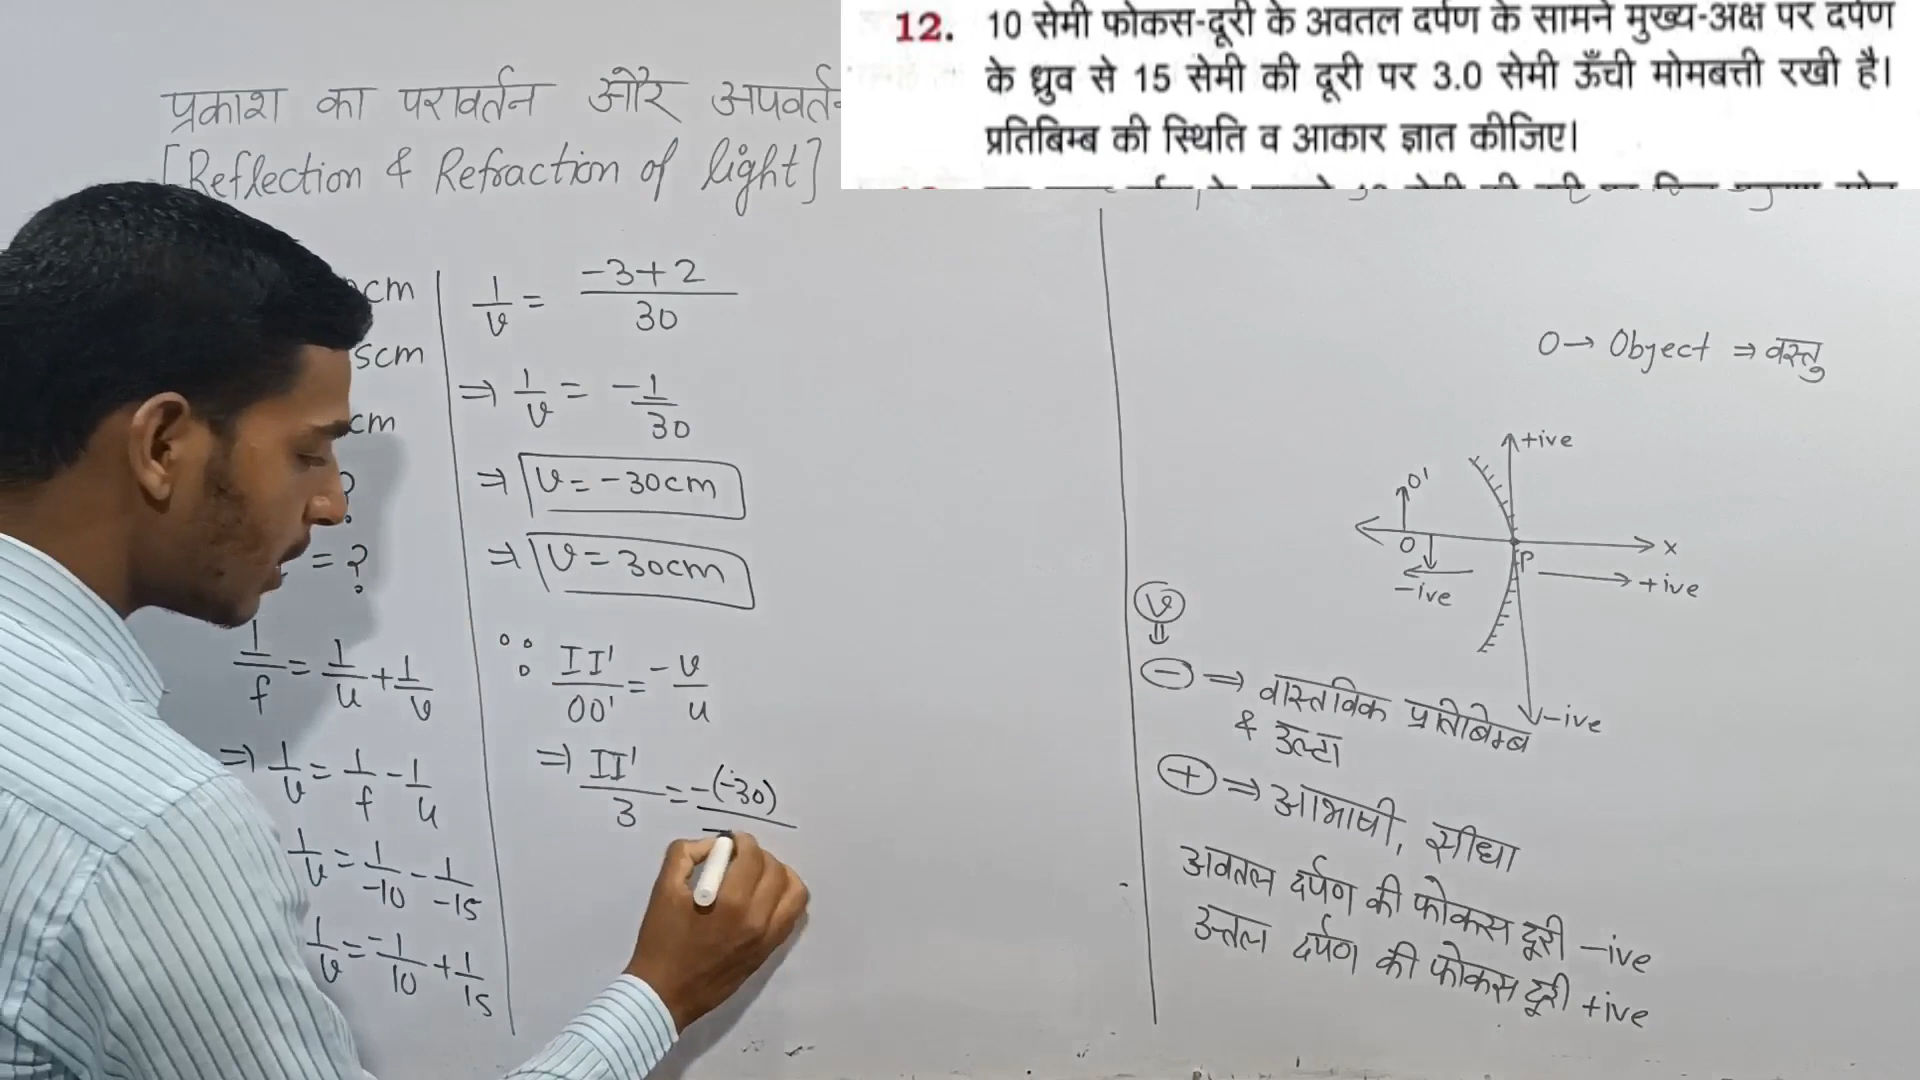 12. 10 सेमी फोकस-दूरी के अवतल दर्पण के सामने मुख्य-अक्ष पर दर्पण
के ध्रुव से 15 सेमी की दूरी पर 3.0 सेमी ऊँची मोमबत्ती रखी है।
प्रतिबिम्ब की स्थिति व आकार ज्ञात कीजिए।
प्रकाश का परावर्तन और
[Reflection & Refraction of light]
cm
5cm
cm
?
= ?
1/f = 1/u + 1/v
⇒ 1/v = 1/f - 1/u
1/v = 1/-10 - 1/-15
1/v = -1/10 + 1/15
1/v = -3+2/30
⇒ 1/v = -1/30
⇒ v = -30cm
⇒ v = 30cm
∵ II'/OO' = -v/u
⇒ II'/3 = -(-30)/
O → Object ⇒ वस्तु
+ive
O'
O
P
x
-ive
+ive
-ive
v
⇓
- ⇒ वास्तविक प्रतिबिम्ब
& उल्टा
+ ⇒ आभाषी, सीधा
अवतल दर्पण की फोकस दूरी -ive
उत्तल दर्पण की फोकस दूरी +ive